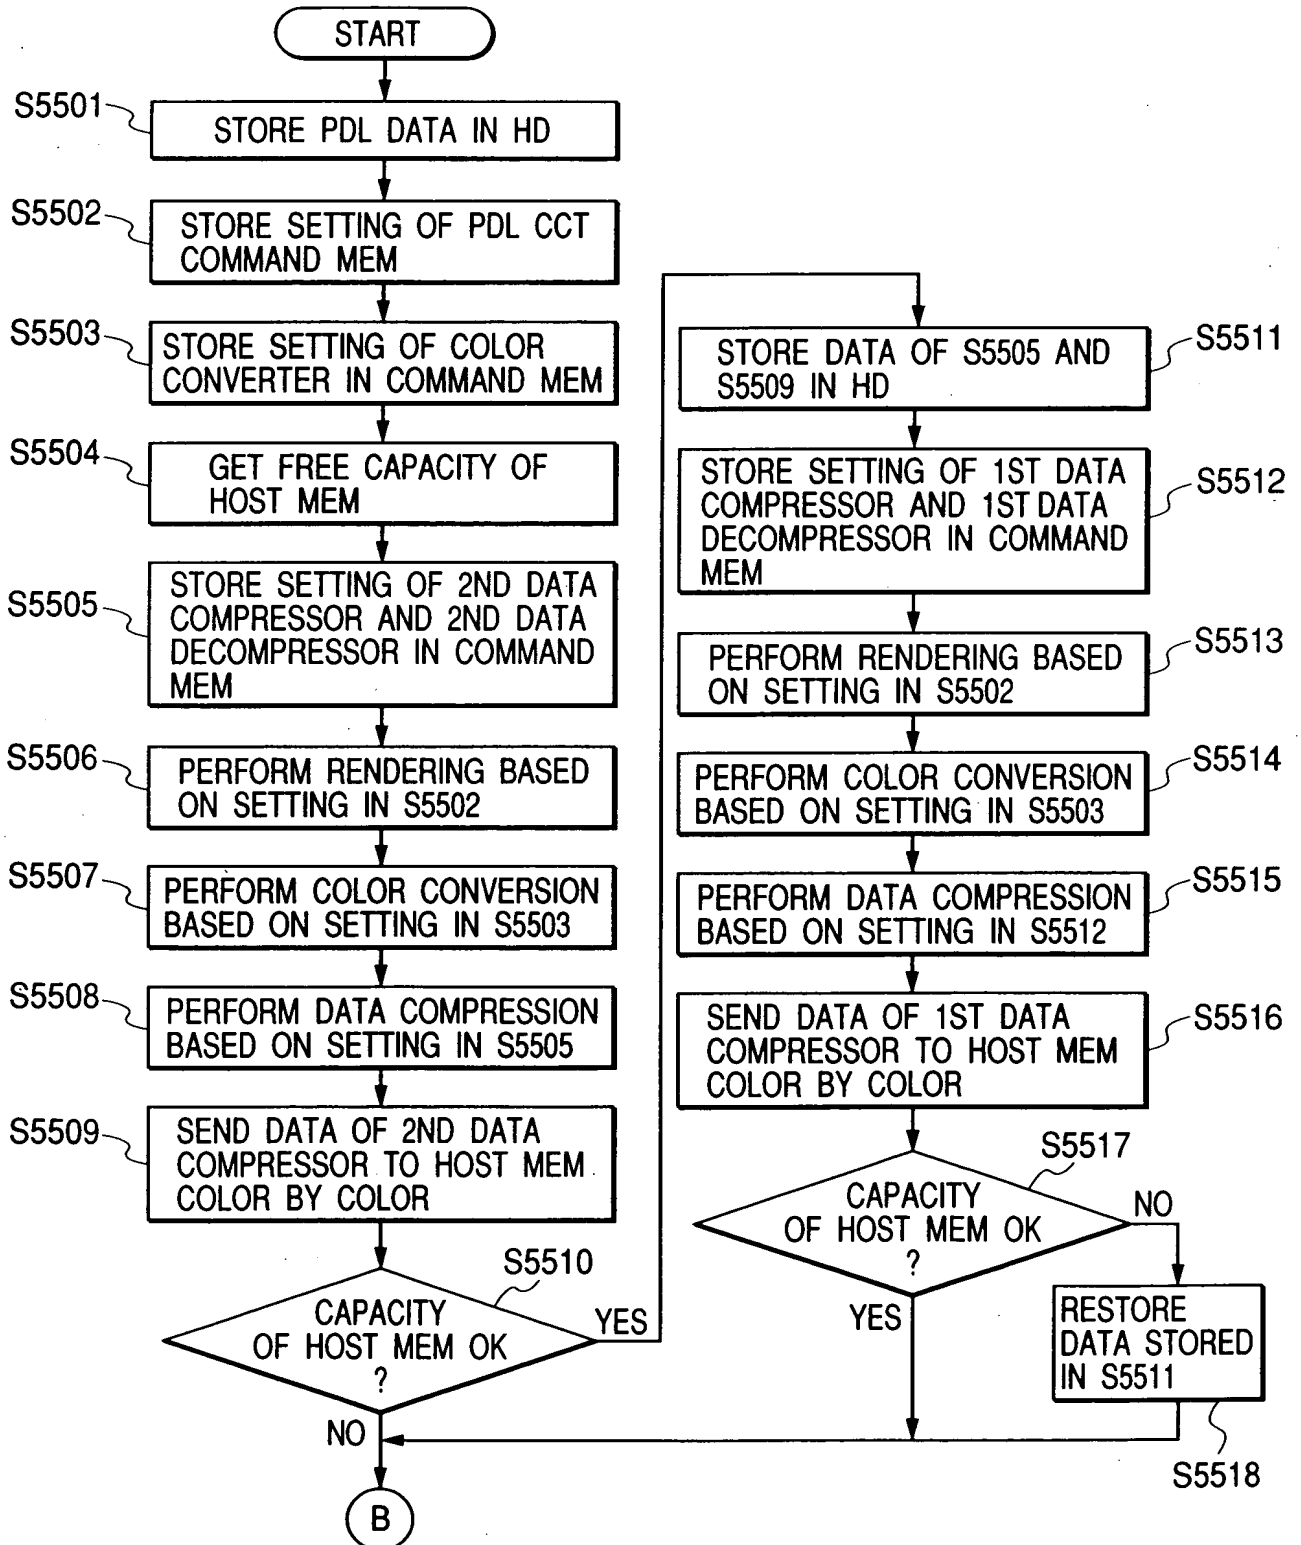 START
S5501
STORE PDL DATA IN HD
S5502
STORE SETTING OF PDL CCT
COMMAND MEM
S5503
STORE SETTING OF COLOR
CONVERTER IN COMMAND MEM
S5504
GET FREE CAPACITY OF
HOST MEM
S5505
STORE SETTING OF 2ND DATA
COMPRESSOR AND 2ND DATA
DECOMPRESSOR IN COMMAND
MEM
S5506
PERFORM RENDERING BASED
ON SETTING IN S5502
S5507
PERFORM COLOR CONVERSION
BASED ON SETTING IN S5503
S5508
PERFORM DATA COMPRESSION
BASED ON SETTING IN S5505
S5509
SEND DATA OF 2ND DATA
COMPRESSOR TO HOST MEM
COLOR BY COLOR
S5510
CAPACITY
OF HOST MEM OK
?
YES
NO
B
S5511
STORE DATA OF S5505 AND
S5509 IN HD
S5512
STORE SETTING OF 1ST DATA
COMPRESSOR AND 1ST DATA
DECOMPRESSOR IN COMMAND
MEM
S5513
PERFORM RENDERING BASED
ON SETTING IN S5502
S5514
PERFORM COLOR CONVERSION
BASED ON SETTING IN S5503
S5515
PERFORM DATA COMPRESSION
BASED ON SETTING IN S5512
S5516
SEND DATA OF 1ST DATA
COMPRESSOR TO HOST MEM
COLOR BY COLOR
S5517
CAPACITY
OF HOST MEM OK
?
NO
YES
RESTORE
DATA STORED
IN S5511
S5518